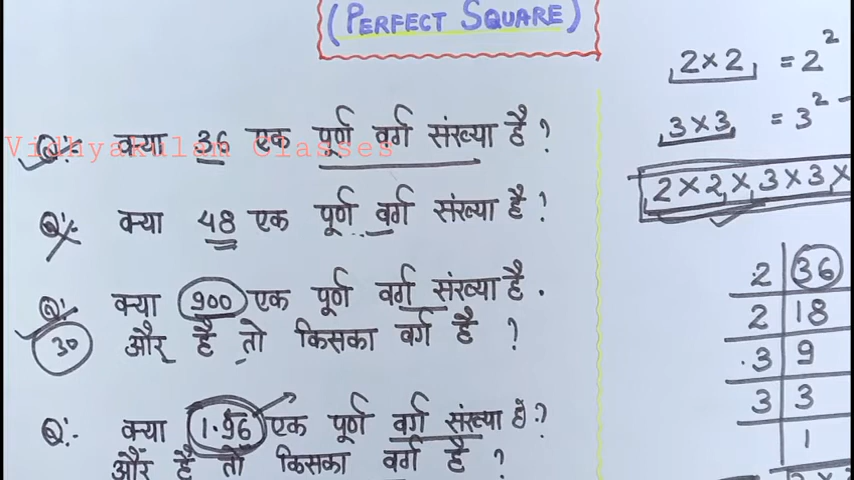 (PERFECT SQUARE)
Q:- क्या 36 एक पूर्ण वर्ग संख्या है?
Vidhyakulam Classes
Q:- क्या 48 एक पूर्ण वर्ग संख्या है?
Q:- क्या 900 एक पूर्ण वर्ग संख्या है.
30 और है तो किसका वर्ग है ?
Q:- क्या 1.96 एक पूर्ण वर्ग संख्या है?
और है तो किसका वर्ग है ?
2×2 = 2²
3×3 = 3²
2×2×3×3×
2 36
2 18
3 9
3 3
1